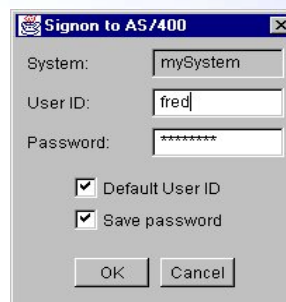 Signon to AS/400
System: mySystem
User ID: fred
Password: ********
Default User ID
Save password
OK Cancel